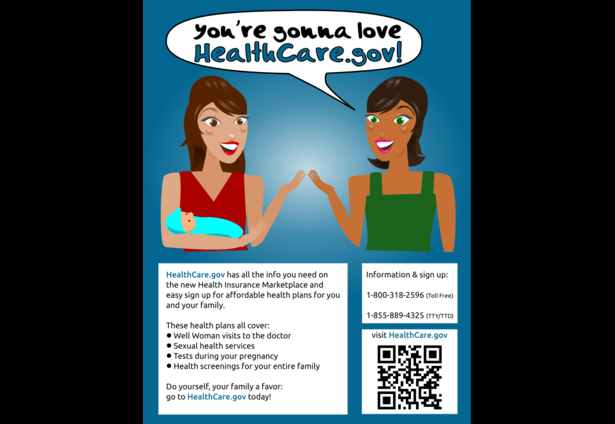 you're gonna love
HealthCare.gov!
HealthCare.gov has all the info you need on
the new Health Insurance Marketplace and
easy sign up for affordable health plans for you
and your family.
These health plans all cover:
● Well Woman visits to the doctor
● Sexual health services
● Tests during your pregnancy
● Health screenings for your entire family
Do yourself, your family a favor:
go to HealthCare.gov today!
Information & sign up:
1-800-318-2596 (Toll Free)
1-855-889-4325 (TTY/TTD)
visit HealthCare.gov